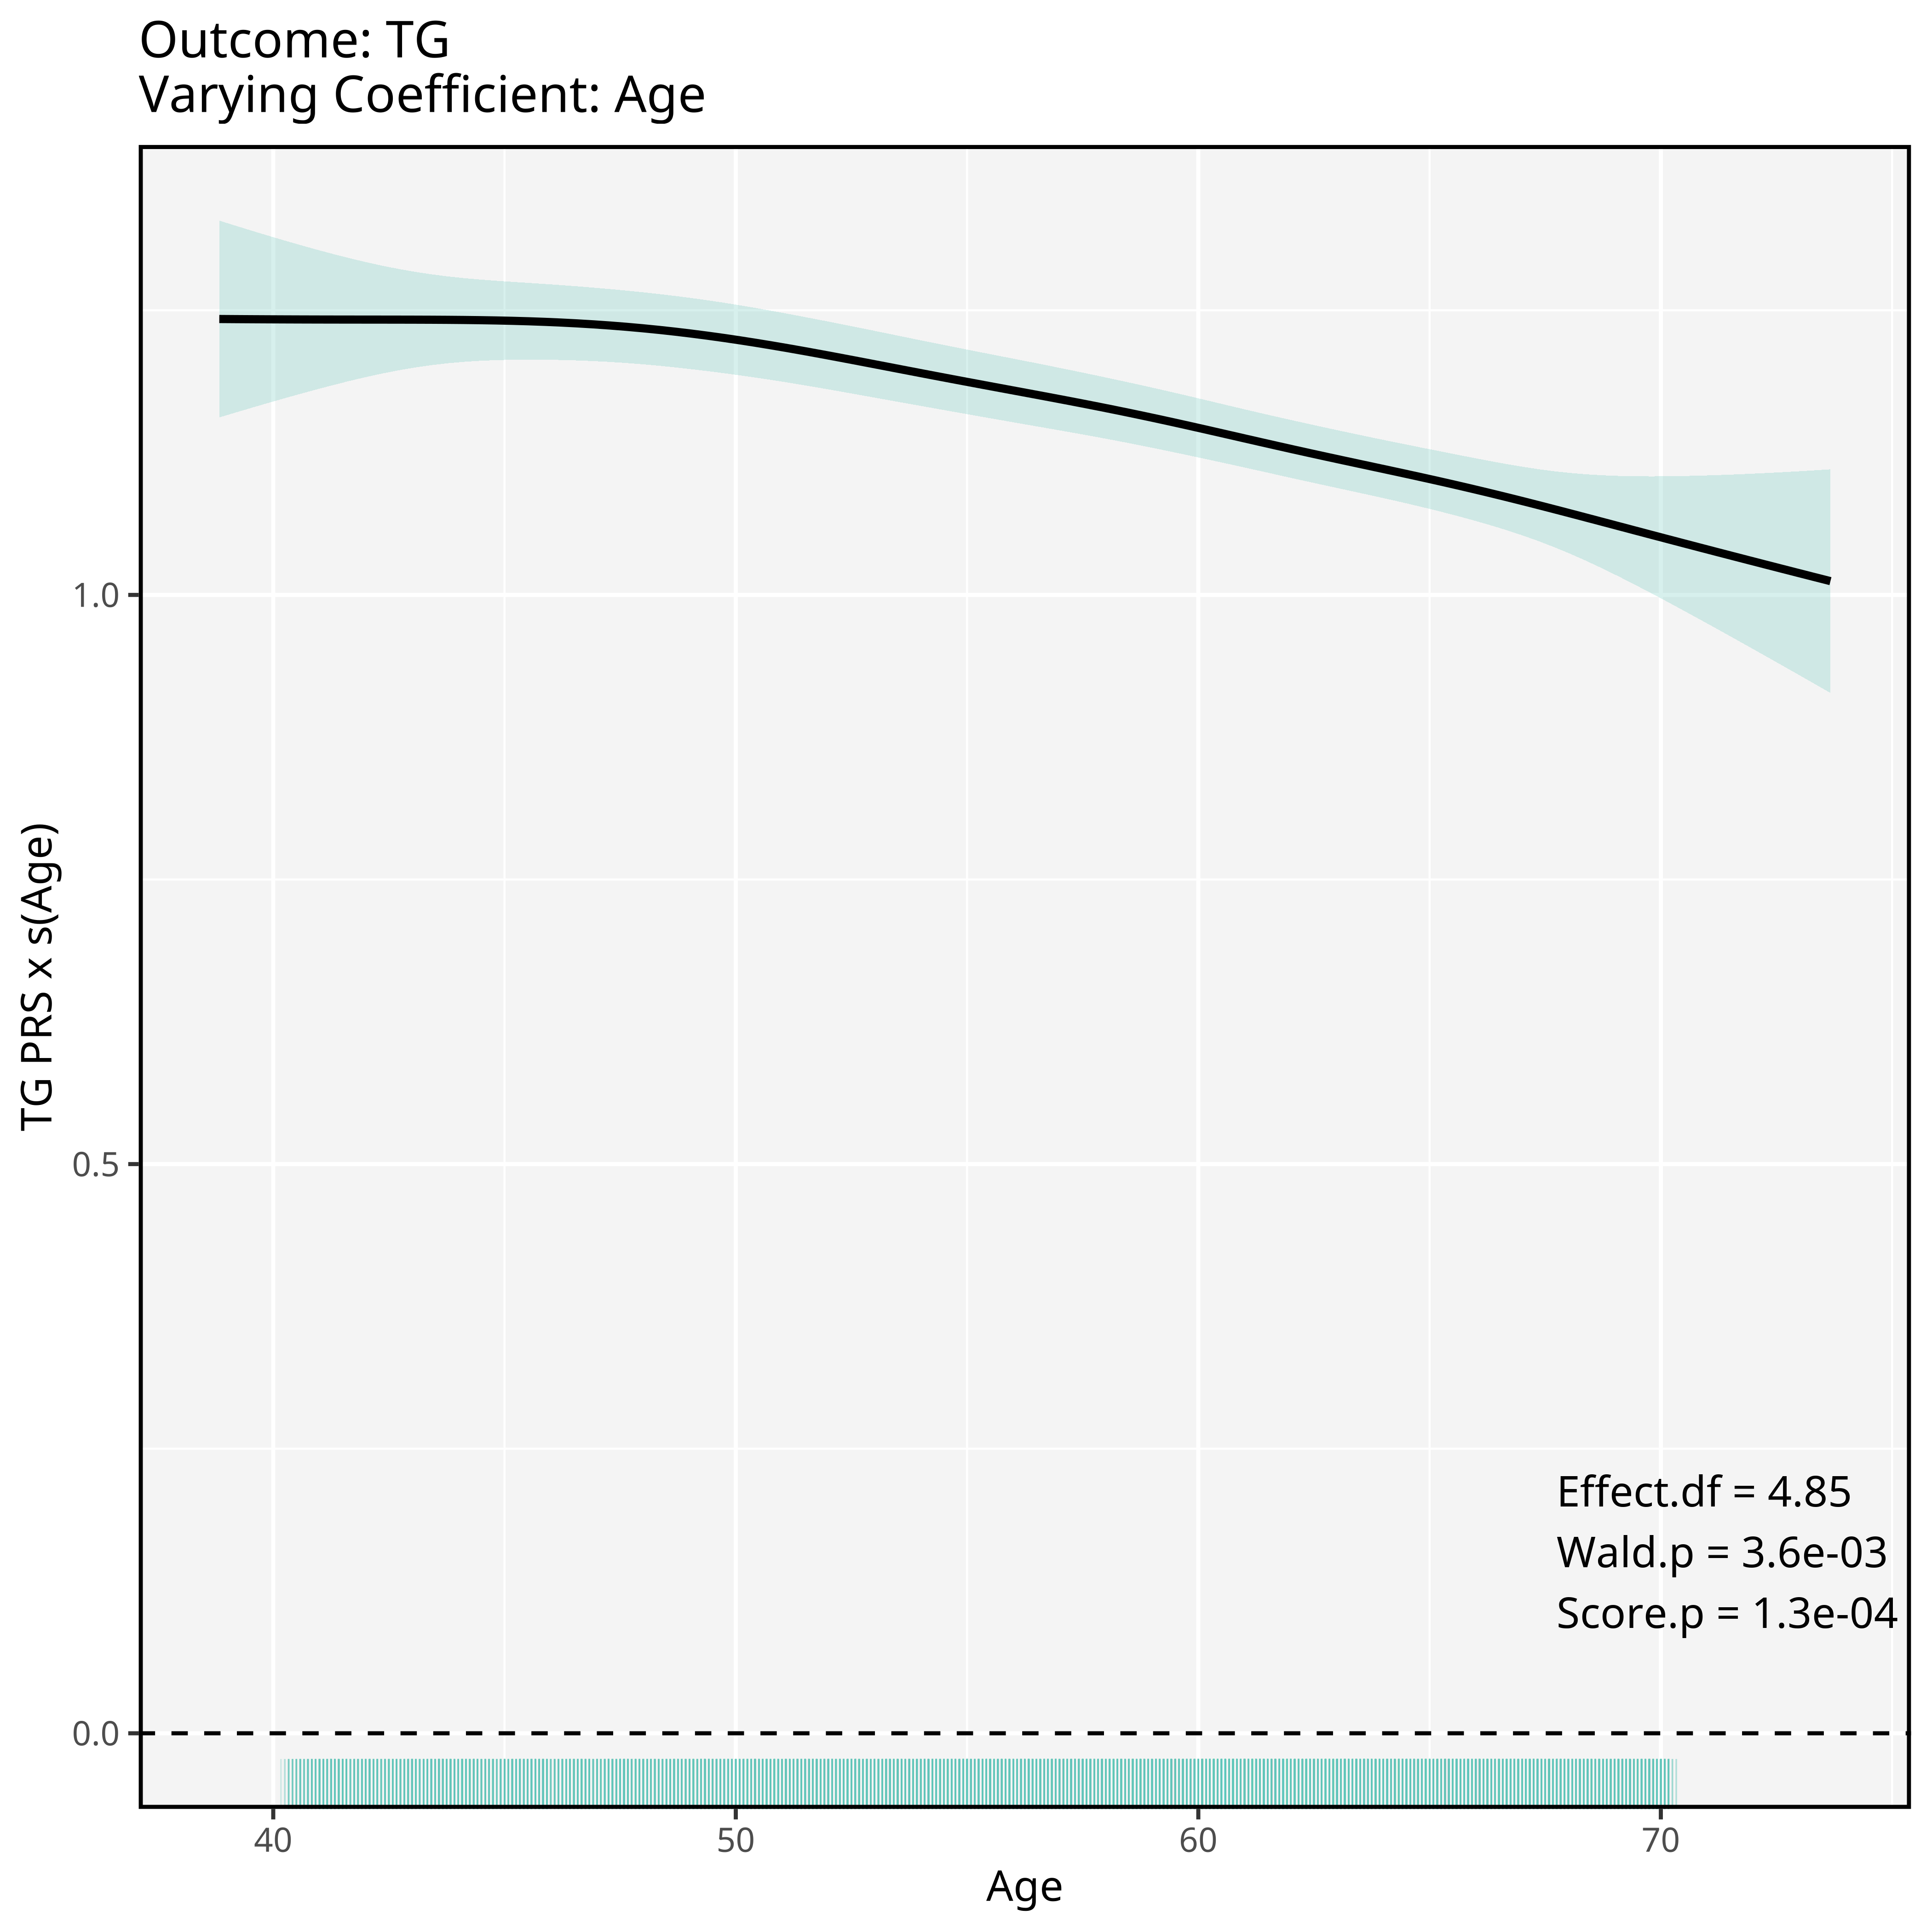 Outcome: TG
Varying Coefficient: Age
TG PRS x s(Age)
1.0
0.5
0.0
Effect.df = 4.85
Wald.p = 3.6e-03
Score.p = 1.3e-04
40
50
60
70
Age